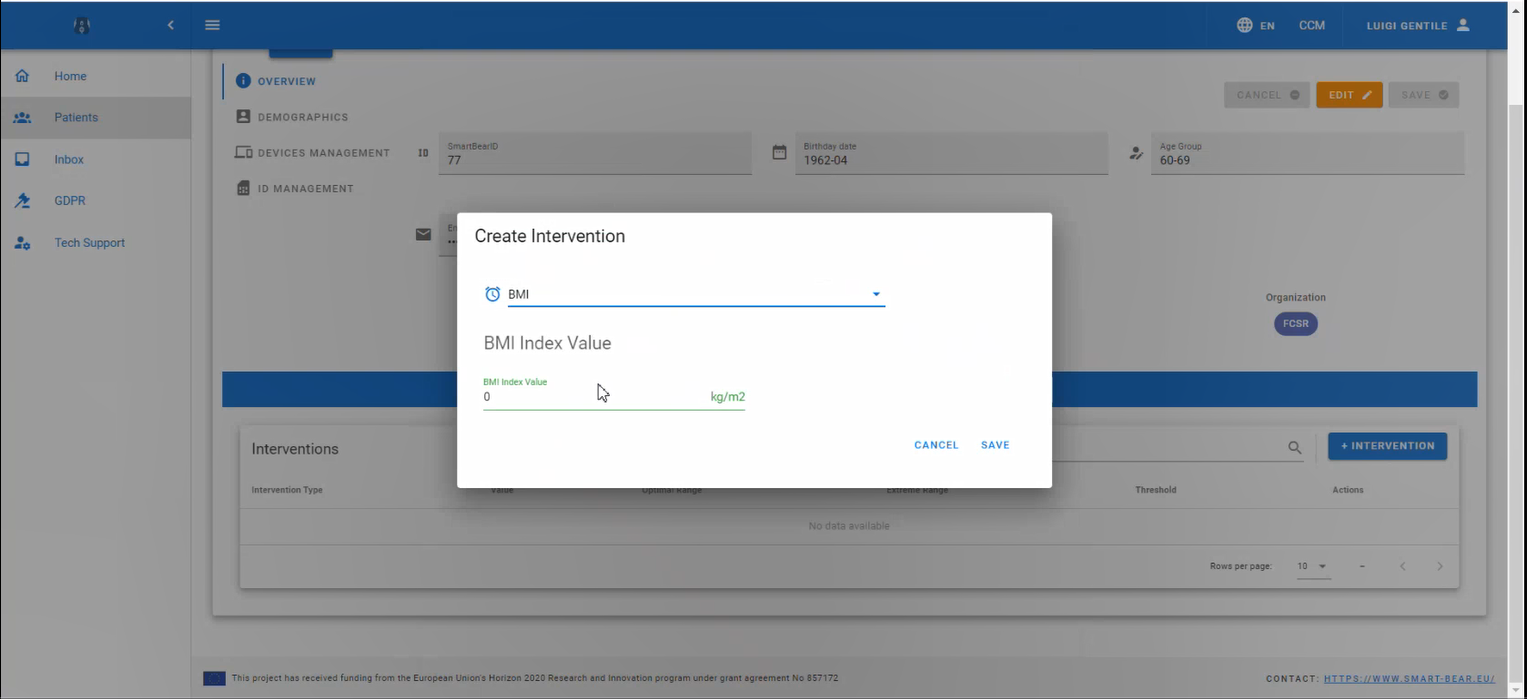 EN
CCM
LUIGI GENTILE
Home
Patients
Inbox
GDPR
Tech Support
OVERVIEW
DEMOGRAPHICS
DEVICES MANAGEMENT
ID MANAGEMENT
CANCEL
EDIT
SAVE
ID
SmartBearID
77
Birthday date
1962-04
Age Group
60-69
Organization
FCSR
Create Intervention
BMI
BMI Index Value
BMI Index Value
0 kg/m2
CANCEL SAVE
Interventions
+ INTERVENTION
Intervention Type Value Optimal Range Extreme Range Threshold Actions
No data available
Rows per page: 10 –
This project has received funding from the European Union's Horizon 2020 Research and Innovation program under grant agreement No 857172
CONTACT: HTTPS://WWW.SMART-BEAR.EU/